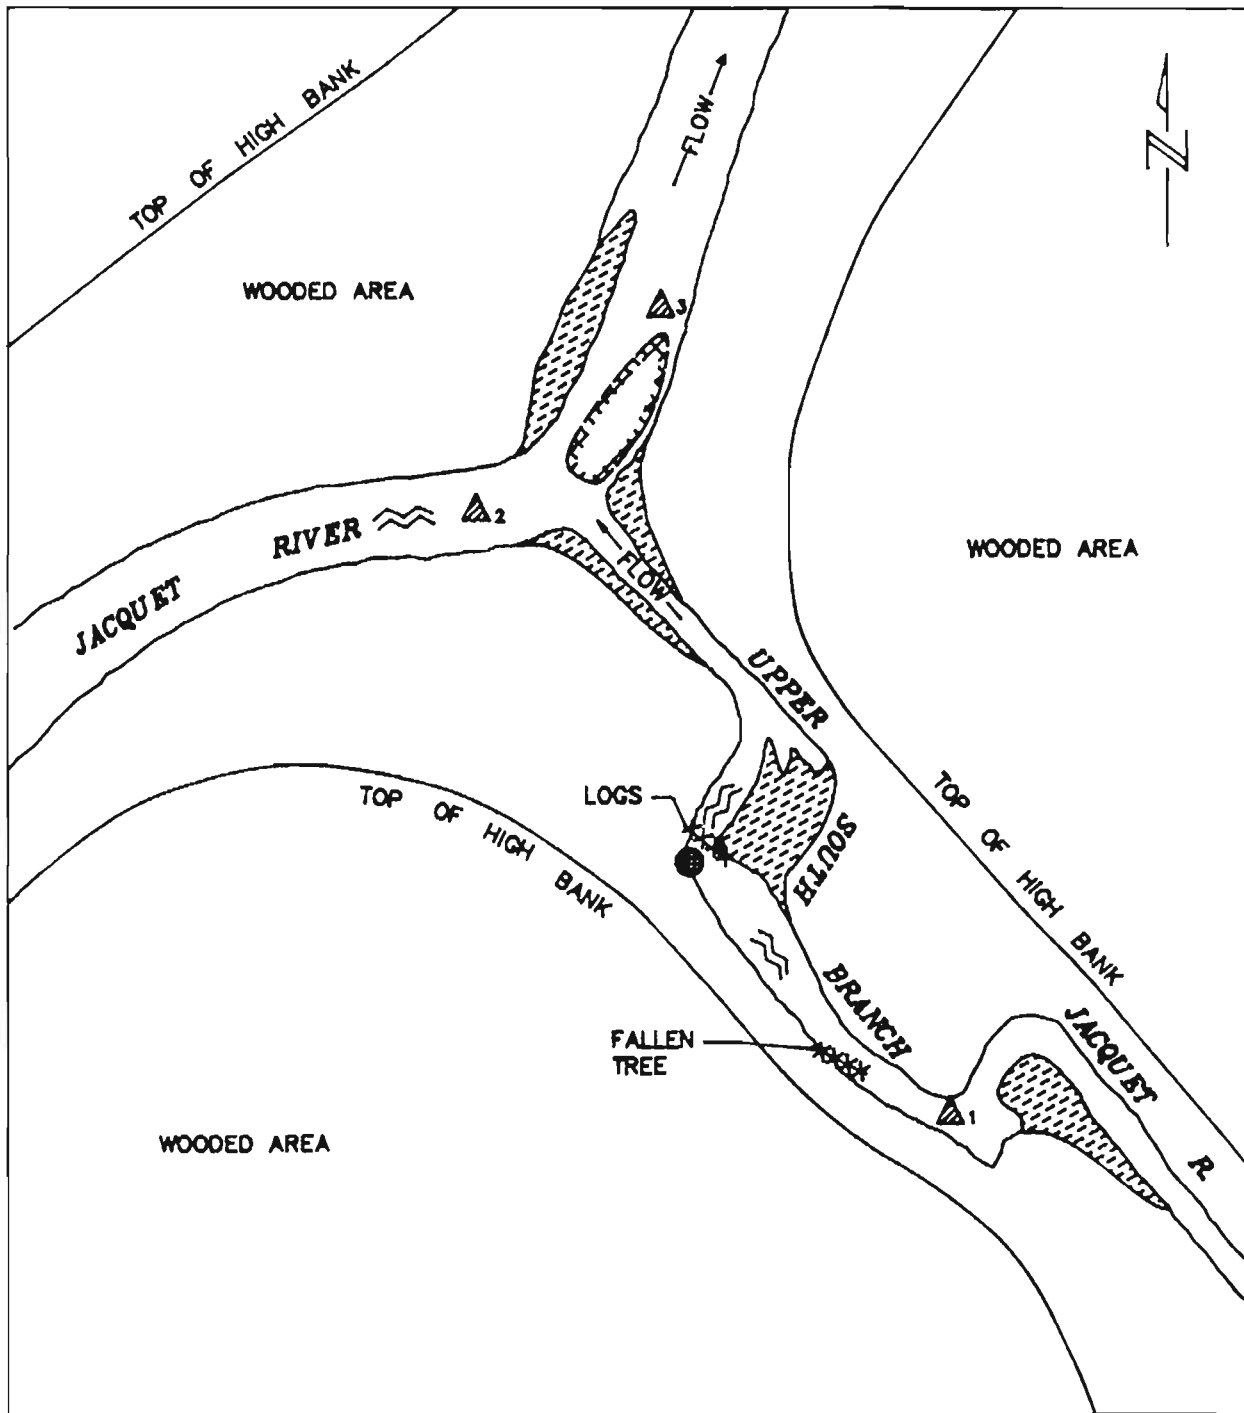 TOP OF HIGH BANK
FLOW
N
WOODED AREA
3
2
JACQUET RIVER
FLOW
WOODED AREA
UPPER SOUTH BRANCH JACQUET R.
LOGS
TOP OF HIGH BANK
TOP OF HIGH BANK
FALLEN
TREE
1
WOODED AREA